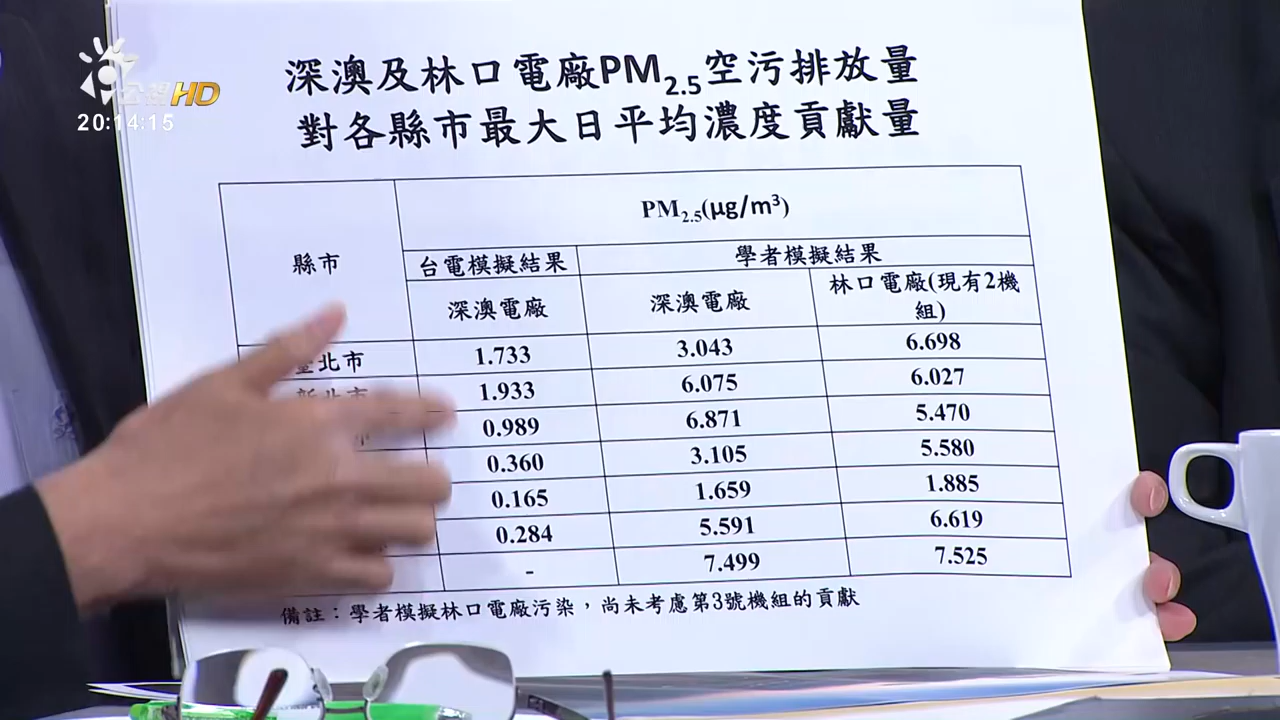 公視HD
20:14:15
深澳及林口電廠PM2.5空污排放量
對各縣市最大日平均濃度貢獻量
縣市
PM2.5(μg/m³)
台電模擬結果 學者模擬結果
深澳電廠 深澳電廠 林口電廠(現有2機
組)
臺北市 1.733 3.043 6.698
新北市 1.933 6.075 6.027
市 0.989 6.871 5.470
0.360 3.105 5.580
0.165 1.659 1.885
0.284 5.591 6.619
- 7.499 7.525
備註：學者模擬林口電廠污染，尚未考慮第3號機組的貢獻